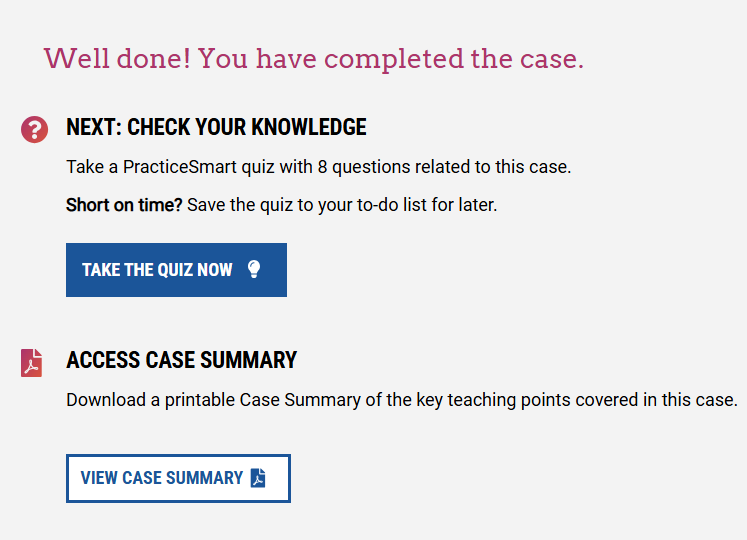 Well done! You have completed the case.
NEXT: CHECK YOUR KNOWLEDGE
Take a PracticeSmart quiz with 8 questions related to this case.
Short on time? Save the quiz to your to-do list for later.
TAKE THE QUIZ NOW
ACCESS CASE SUMMARY
Download a printable Case Summary of the key teaching points covered in this case.
VIEW CASE SUMMARY